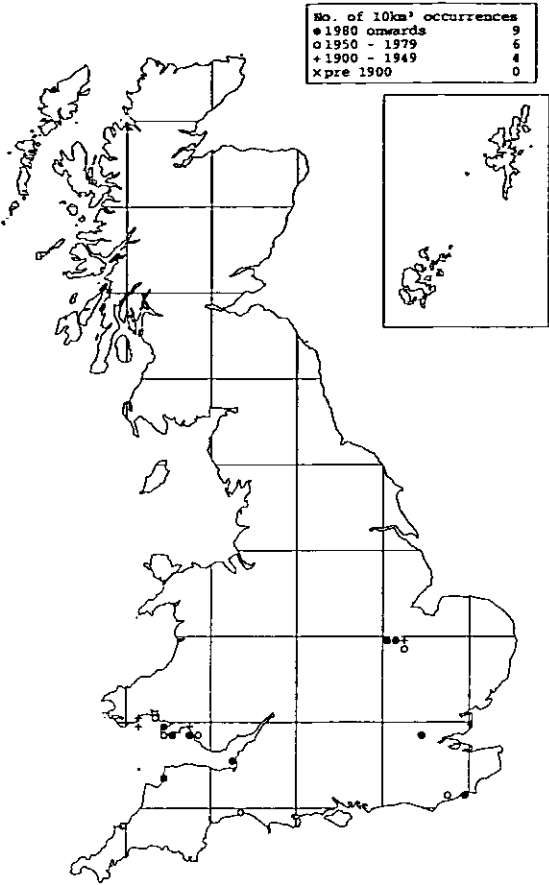 No. of 10km² occurrences
● 1980 onwards 9
○ 1950 - 1979 6
+ 1900 - 1949 4
× pre 1900 0